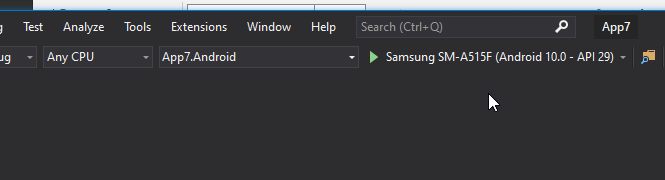 g Test Analyze Tools Extensions Window Help Search (Ctrl+Q) App7
ug Any CPU App7.Android Samsung SM-A515F (Android 10.0 - API 29)